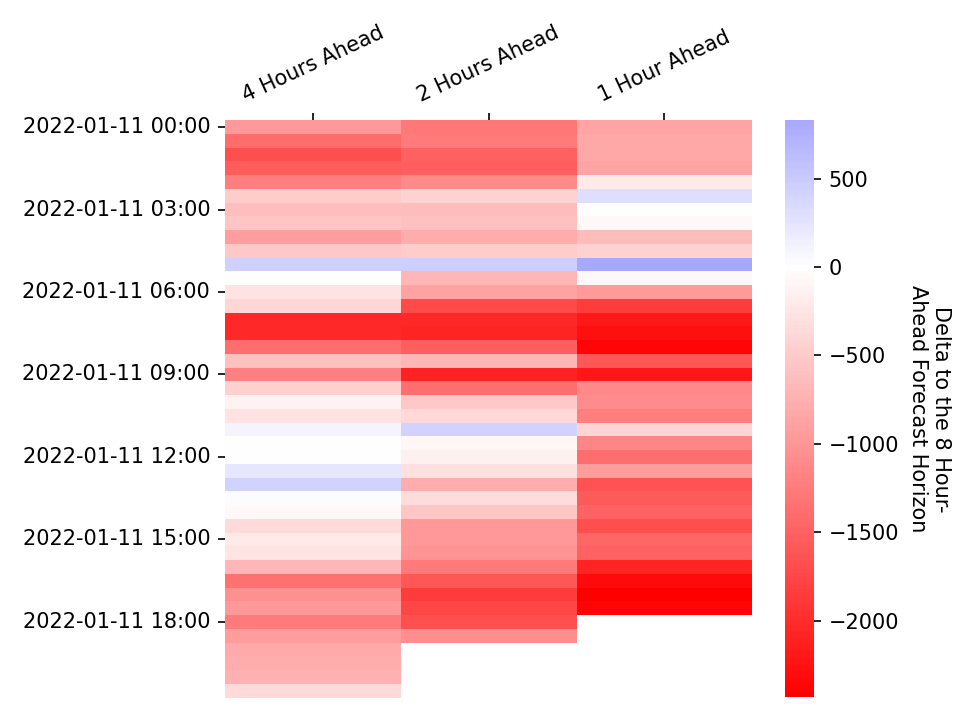 4 Hours Ahead
2 Hours Ahead
1 Hour Ahead
2022-01-11 00:00
2022-01-11 03:00
2022-01-11 06:00
2022-01-11 09:00
2022-01-11 12:00
2022-01-11 15:00
2022-01-11 18:00
500
0
−500
−1000
−1500
−2000
Delta to the 8 Hour-
Ahead Forecast Horizon